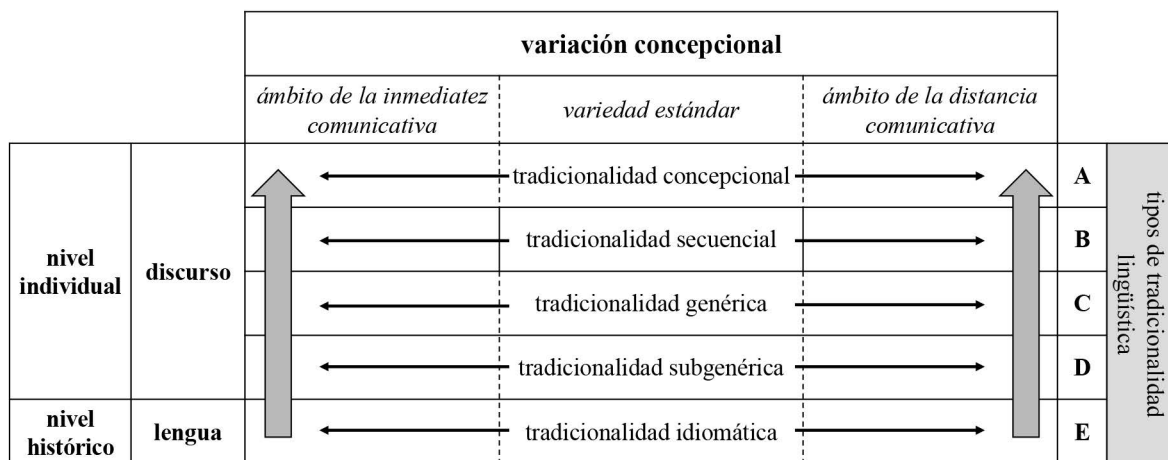 variación concepcional
ámbito de la inmediatez
comunicativa
variedad estándar
ámbito de la distancia
comunicativa
nivel
individual
discurso
tradicionalidad concepcional
A
tradicionalidad secuencial
B
tradicionalidad genérica
C
tradicionalidad subgenérica
D
nivel
histórico
lengua
tradicionalidad idiomática
E
tipos de tradicionalidad
lingüística